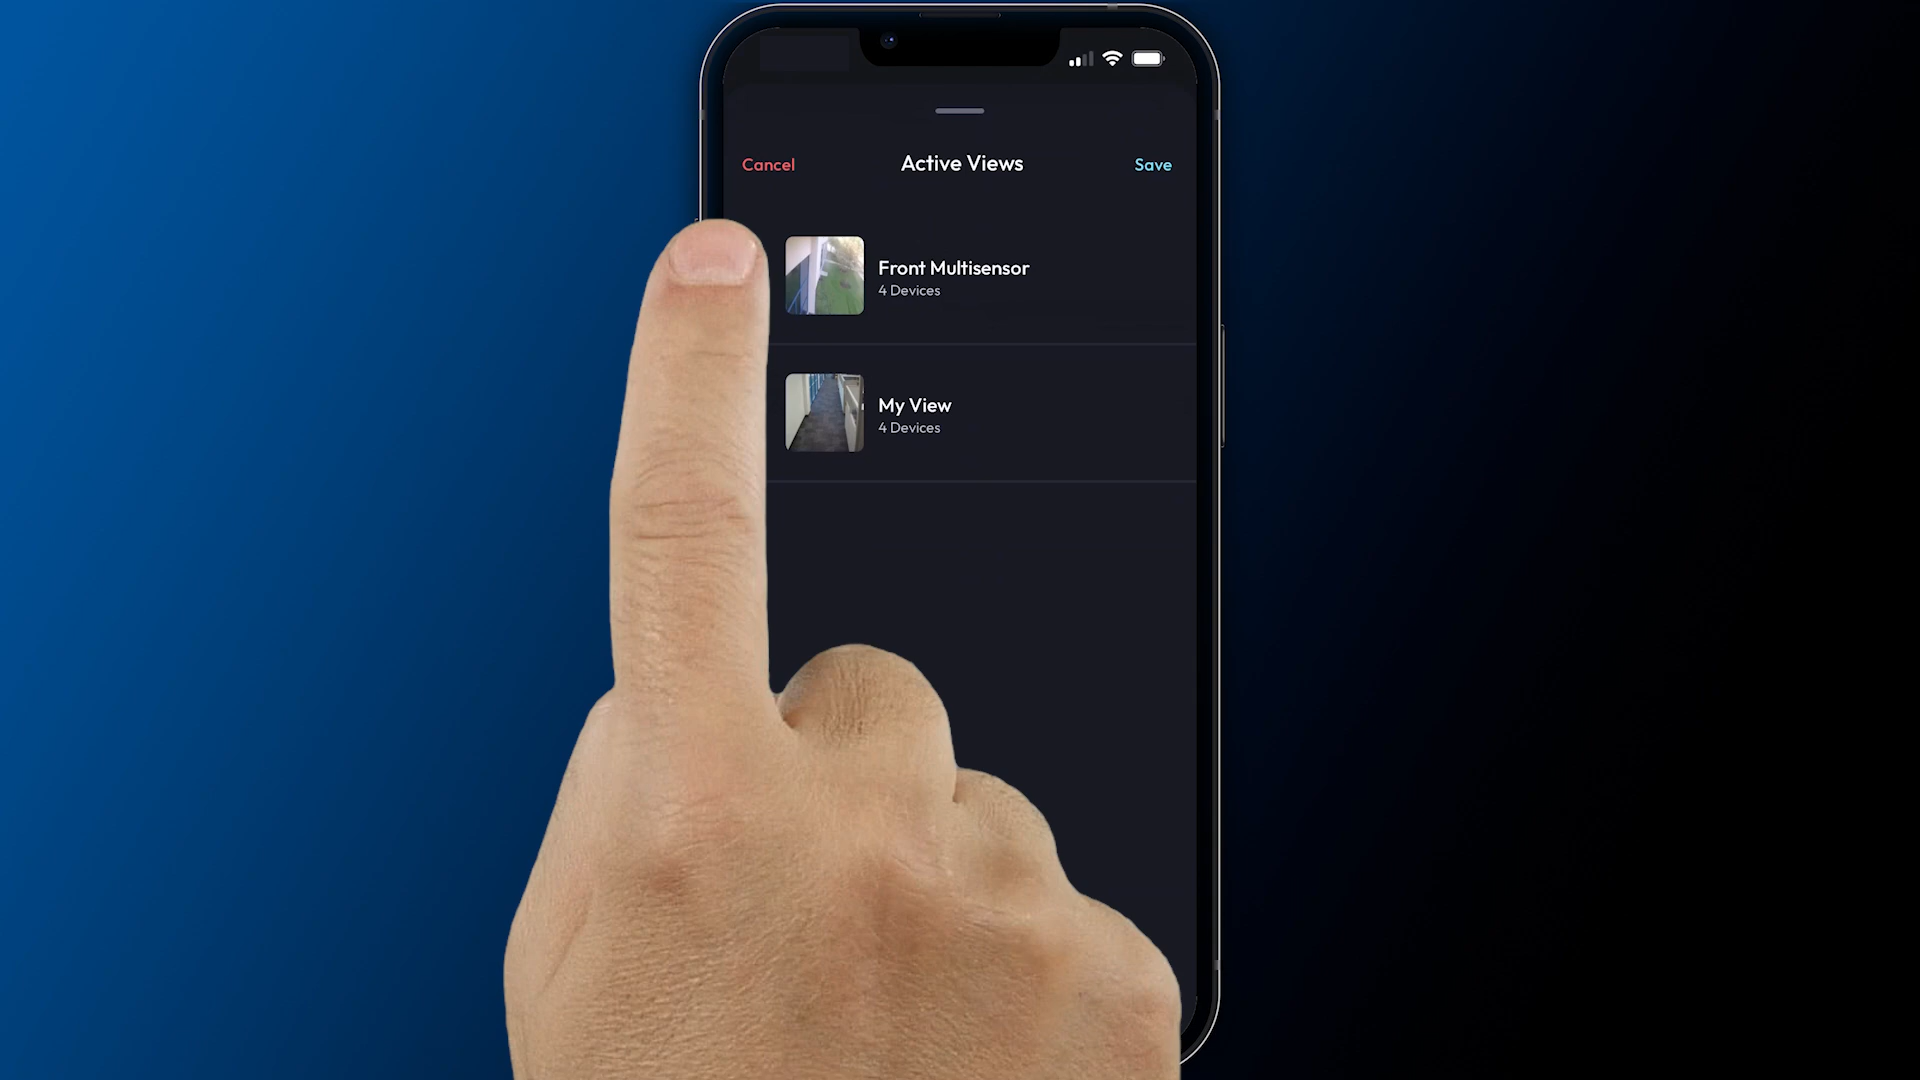 Cancel
Active Views
Save
Front Multisensor
4 Devices
My View
4 Devices